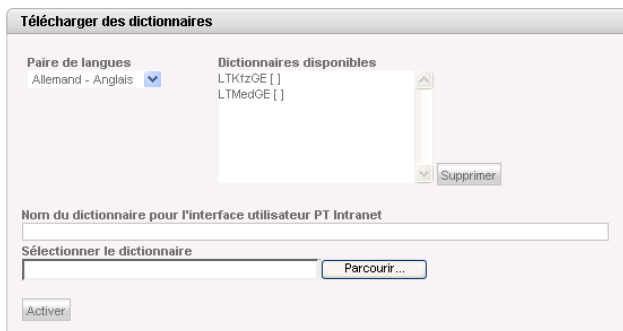 Télécharger des dictionnaires
Paire de langues
Allemand - Anglais
Dictionnaires disponibles
LTKfzGE [ ]
LTMedGE [ ]
Supprimer
Nom du dictionnaire pour l'interface utilisateur PT Intranet
Sélectionner le dictionnaire
Parcourir...
Activer